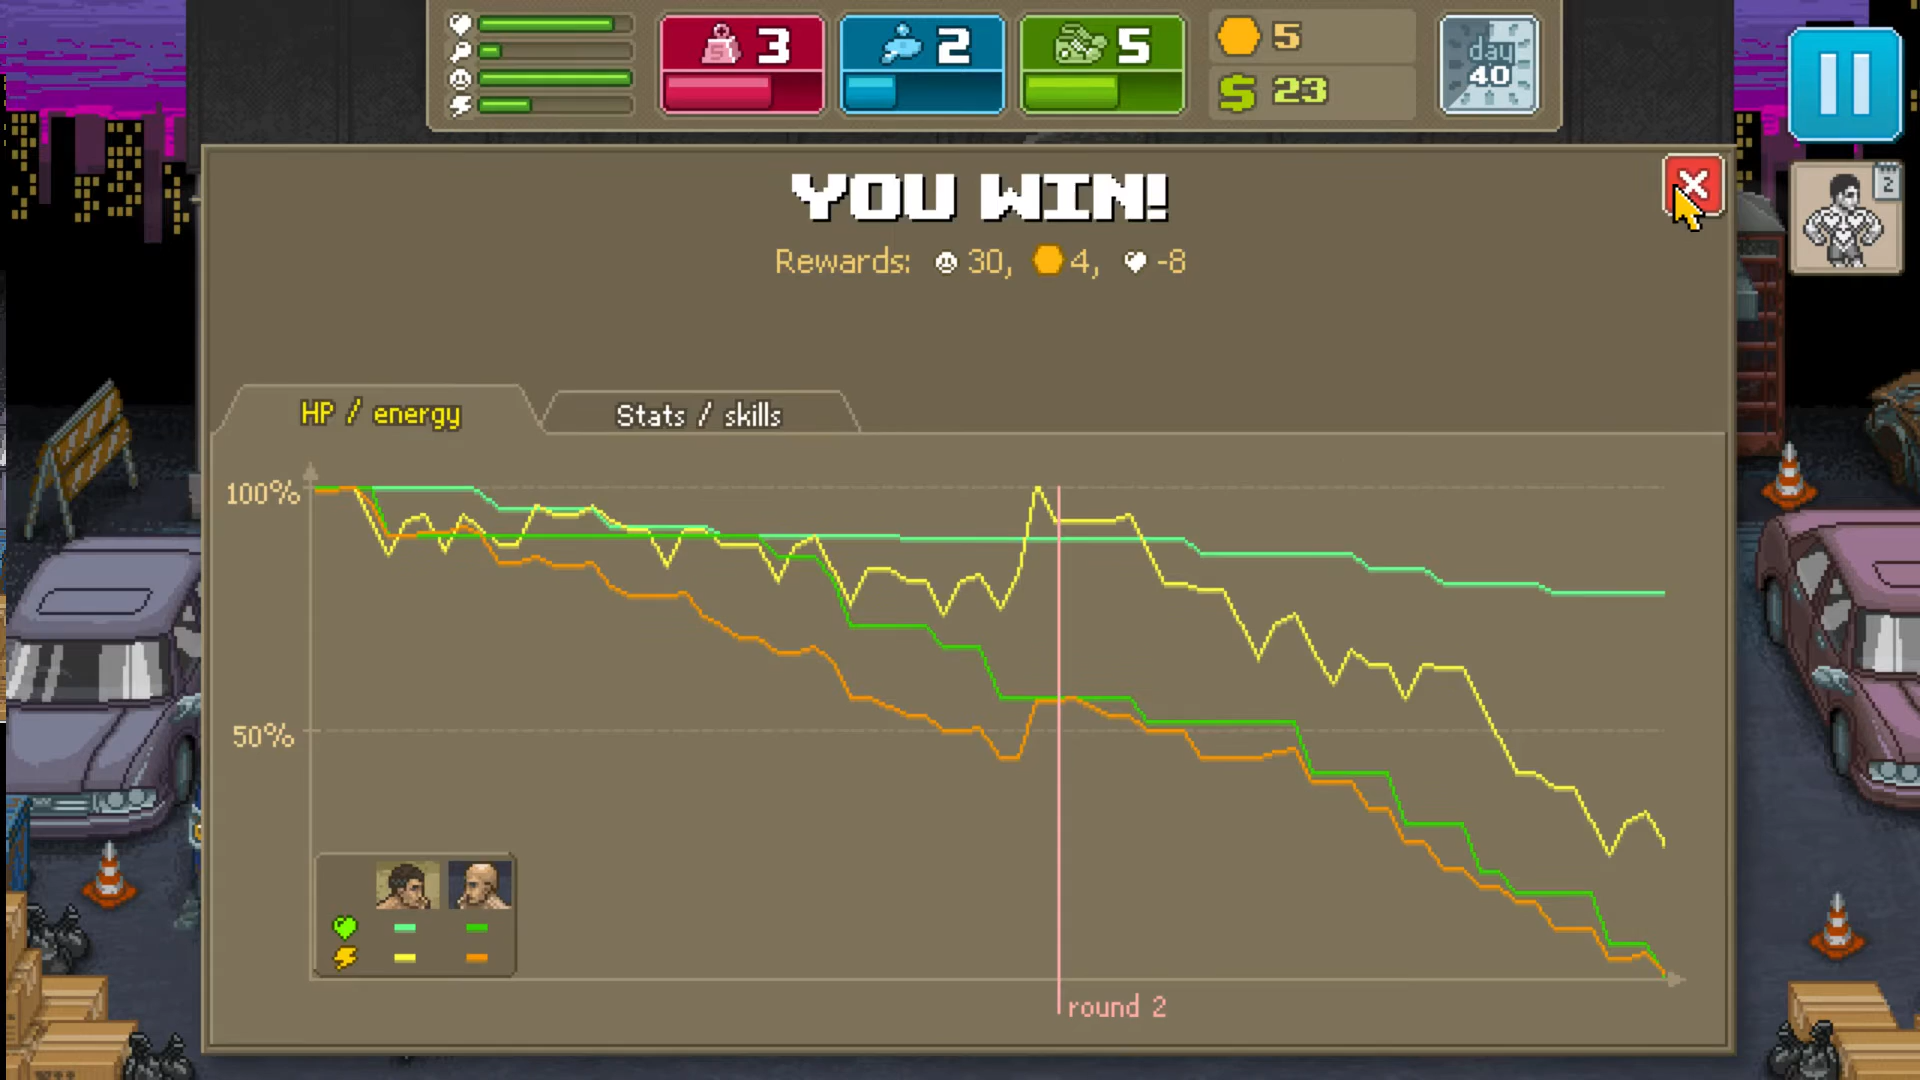 3
2
5
5
$ 23
day
40
2
YOU WIN!
Rewards: 30, 4, -8
HP / energy
Stats / skills
100%
50%
round 2